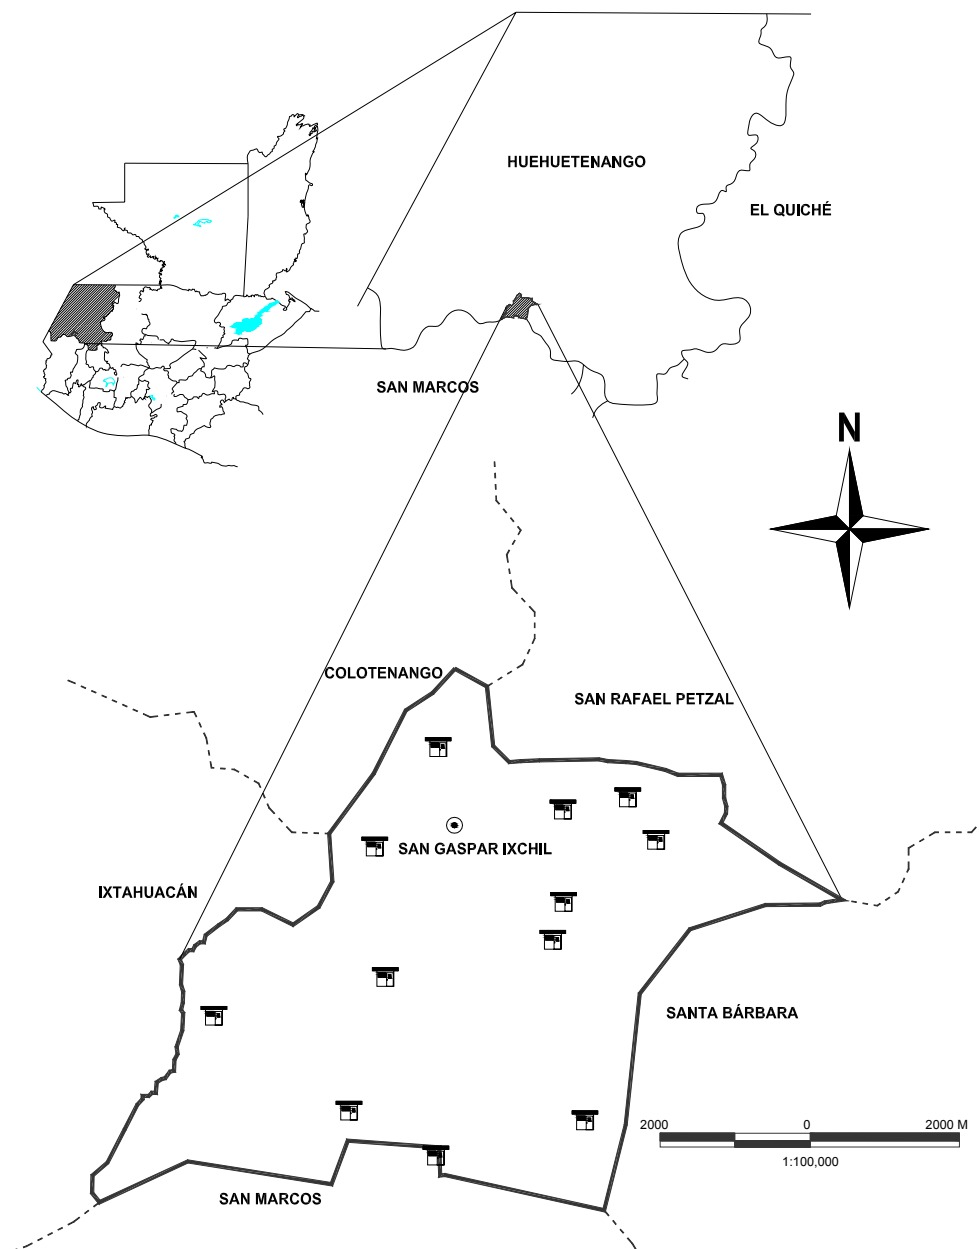 HUEHUETENANGO
EL QUICHÉ
SAN MARCOS
N
COLOTENANGO
SAN RAFAEL PETZAL
SAN GASPAR IXCHIL
IXTAHUACÁN
SANTA BÁRBARA
2000 0 2000 M
1:100,000
SAN MARCOS